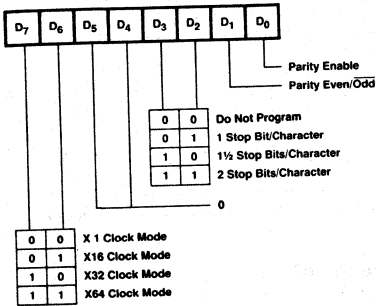 D7 D6 D5 D4 D3 D2 D1 D0
Parity Enable
Parity Even/Odd
0 0 Do Not Program
0 1 1 Stop Bit/Character
1 0 1½ Stop Bits/Character
1 1 2 Stop Bits/Character
0
0 0 X 1 Clock Mode
0 1 X16 Clock Mode
1 0 X32 Clock Mode
1 1 X64 Clock Mode